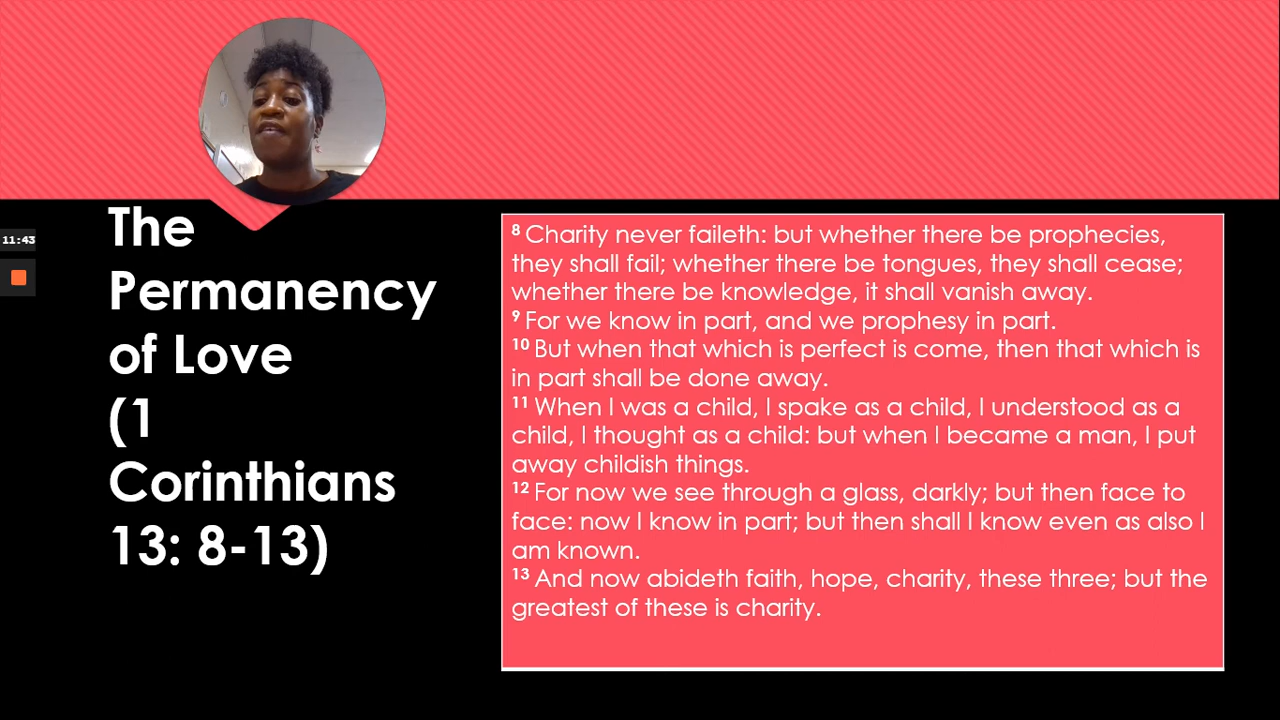 The
Permanency
of Love
(1
Corinthians
13: 8-13)
11:43
8 Charity never faileth: but whether there be prophecies,
they shall fail; whether there be tongues, they shall cease;
whether there be knowledge, it shall vanish away.
9 For we know in part, and we prophesy in part.
10 But when that which is perfect is come, then that which is
in part shall be done away.
11 When I was a child, I spake as a child, I understood as a
child, I thought as a child: but when I became a man, I put
away childish things.
12 For now we see through a glass, darkly; but then face to
face: now I know in part; but then shall I know even as also I
am known.
13 And now abideth faith, hope, charity, these three; but the
greatest of these is charity.